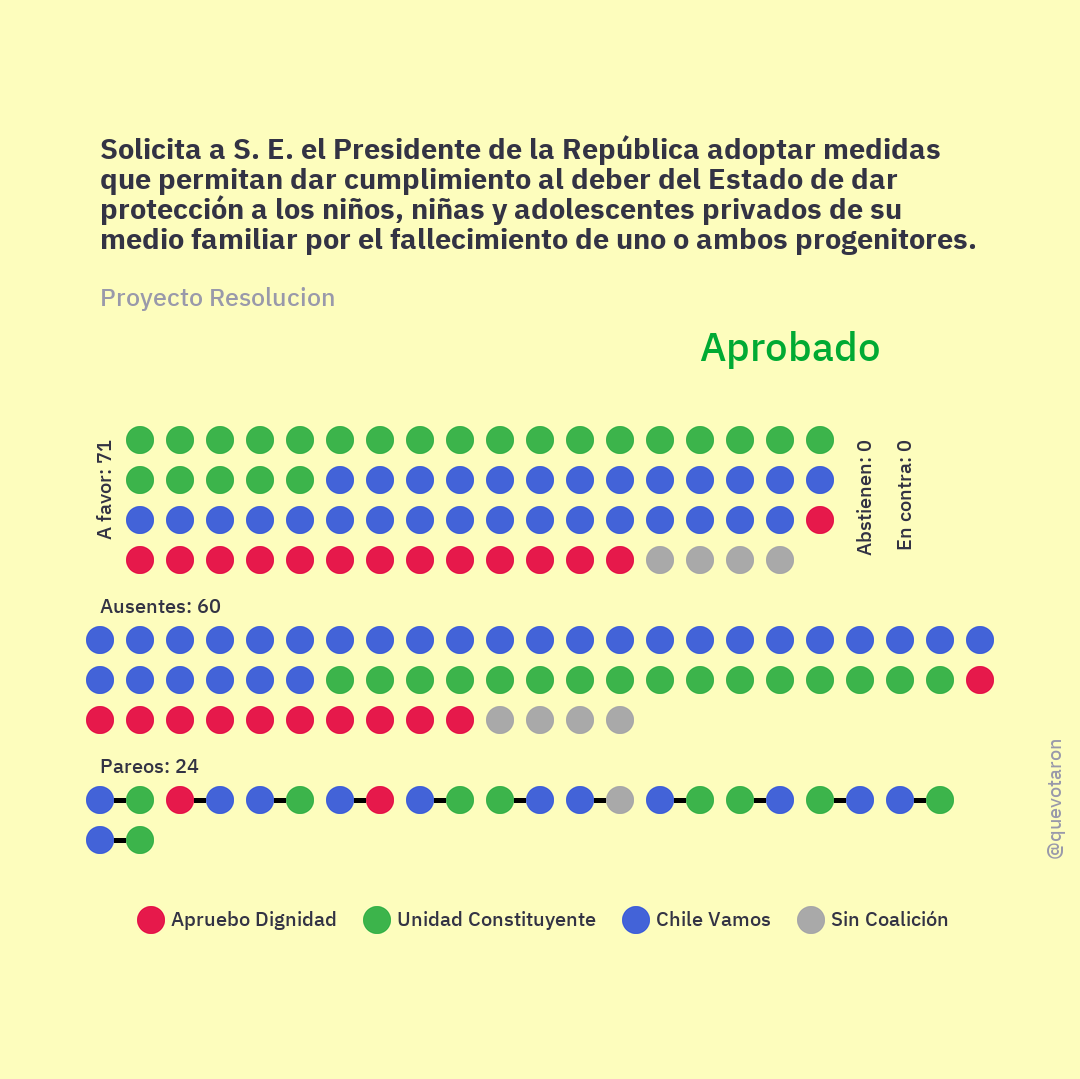 Solicita a S. E. el Presidente de la República adoptar medidas
que permitan dar cumplimiento al deber del Estado de dar
protección a los niños, niñas y adolescentes privados de su
medio familiar por el fallecimiento de uno o ambos progenitores.
Proyecto Resolucion
Aprobado
A favor: 71
Abstienen: 0
En contra: 0
Ausentes: 60
Pareos: 24
@quevotaron
Apruebo Dignidad
Unidad Constituyente
Chile Vamos
Sin Coalición